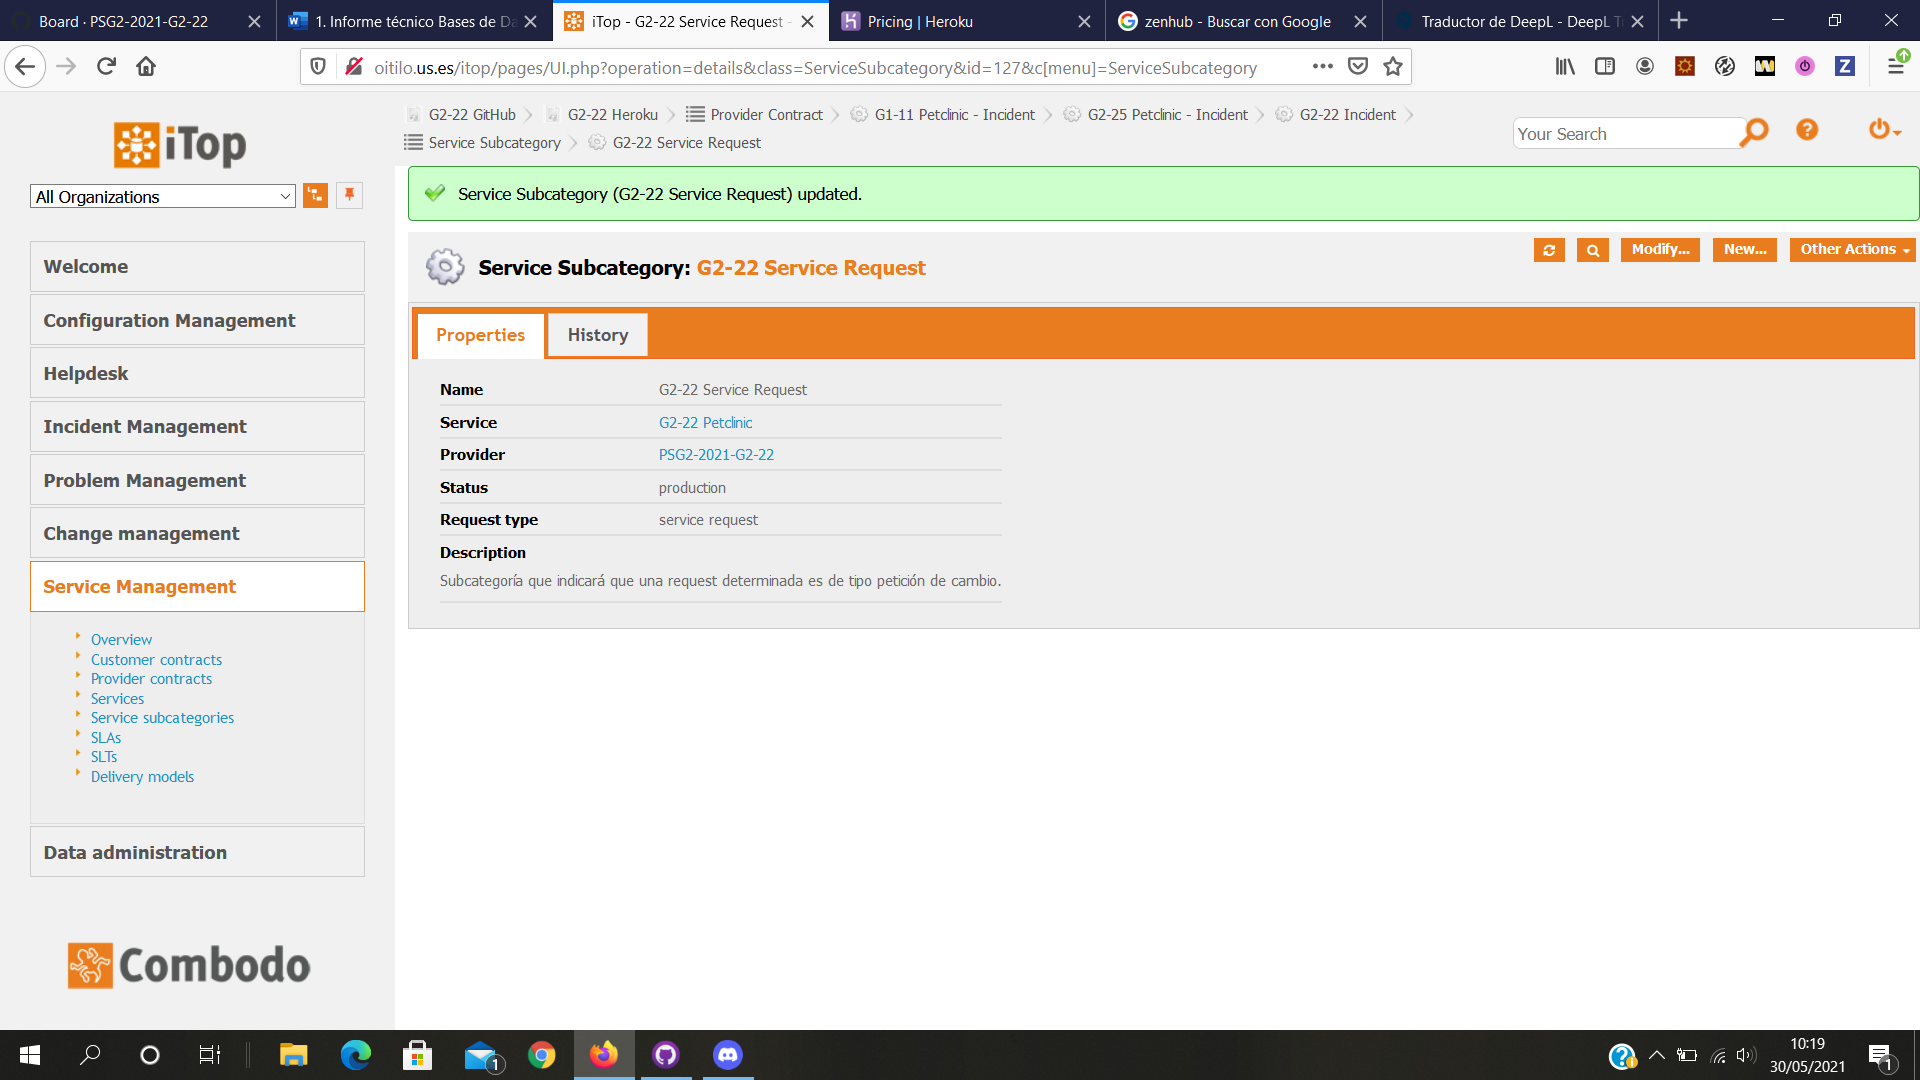 Board · PSG2-2021-G2-22
1. Informe técnico Bases de Da
iTop - G2-22 Service Request -
Pricing | Heroku
zenhub - Buscar con Google
Traductor de DeepL - DeepL T
oitilo.us.es/itop/pages/UI.php?operation=details&class=ServiceSubcategory&id=127&c[menu]=ServiceSubcategory
iTop
All Organizations
G2-22 GitHub
G2-22 Heroku
Provider Contract
G1-11 Petclinic - Incident
G2-25 Petclinic - Incident
G2-22 Incident
Service Subcategory
G2-22 Service Request
Your Search
Service Subcategory (G2-22 Service Request) updated.
Service Subcategory: G2-22 Service Request
Modify...
New...
Other Actions
Properties
History
Name G2-22 Service Request
Service G2-22 Petclinic
Provider PSG2-2021-G2-22
Status production
Request type service request
Description
Subcategoría que indicará que una request determinada es de tipo petición de cambio.
Welcome
Configuration Management
Helpdesk
Incident Management
Problem Management
Change management
Service Management
Overview
Customer contracts
Provider contracts
Services
Service subcategories
SLAs
SLTs
Delivery models
Data administration
Combodo
1
10:19
30/05/2021
1